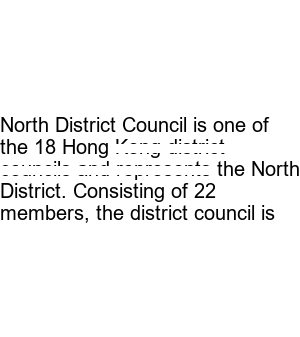 North District Council is one of
the 18 Hong Kong district
councils and represents the North
District. Consisting of 22
members, the district council is